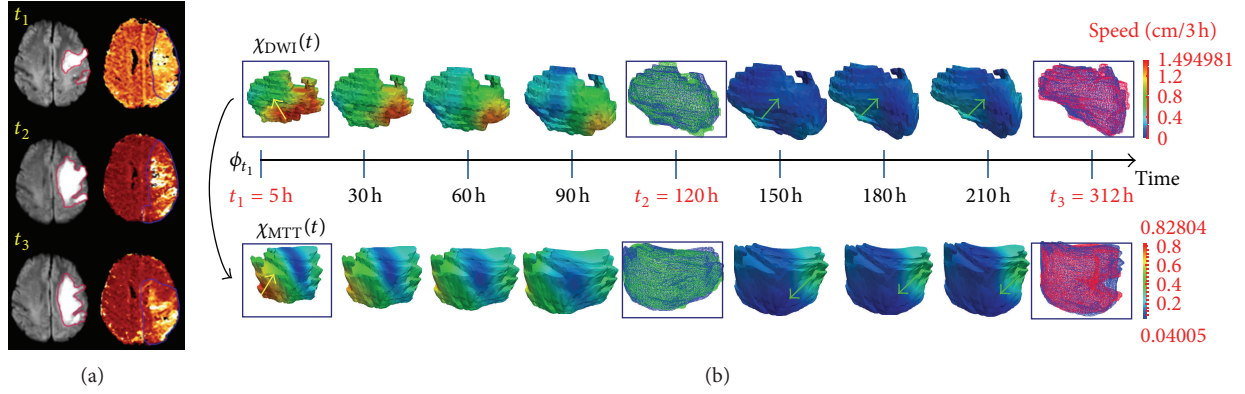 t1
t2
t3
(a)
χDWI(t)
Speed (cm/3 h)
1.494981
1.2
0.8
0.4
0
ϕt1
t1 = 5 h
30 h
60 h
90 h
t2 = 120 h
150 h
180 h
210 h
t3 = 312 h
Time
χMTT(t)
0.82804
0.8
0.6
0.4
0.2
0.04005
(b)